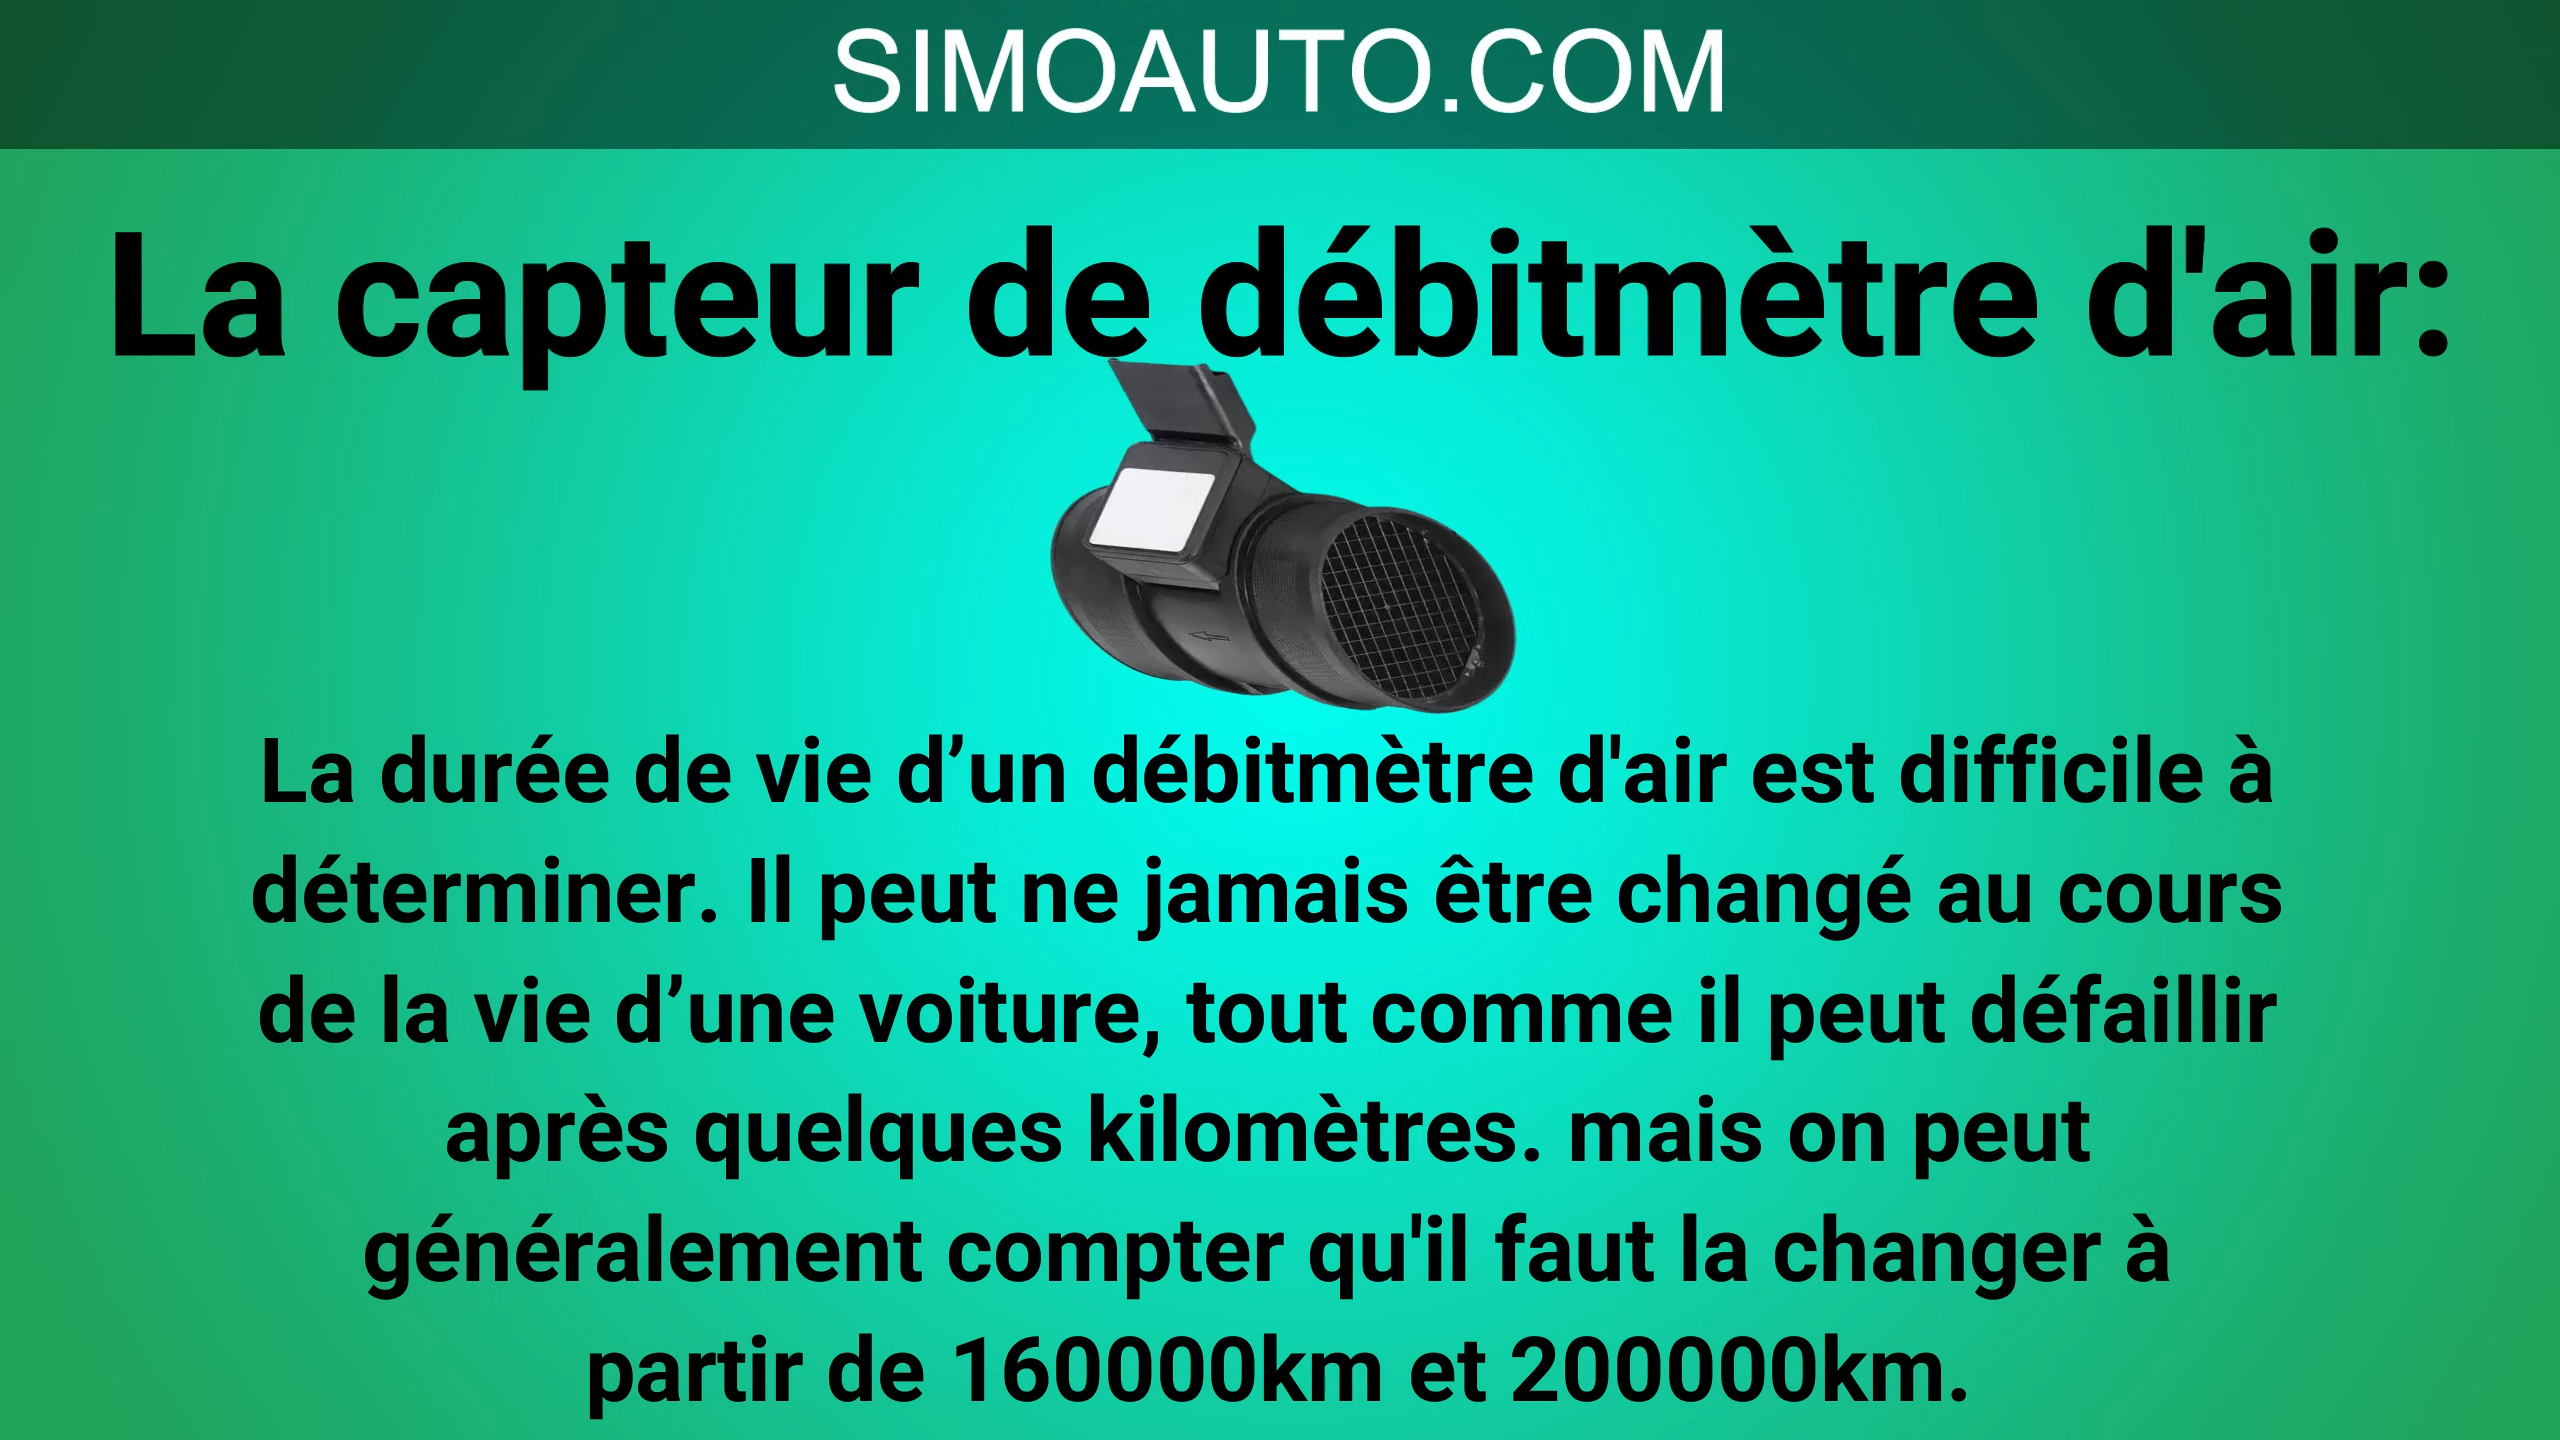 SIMOAUTO.COM
La capteur de débitmètre d'air:
La durée de vie d’un débitmètre d'air est difficile à
déterminer. Il peut ne jamais être changé au cours
de la vie d’une voiture, tout comme il peut défaillir
après quelques kilomètres. mais on peut
généralement compter qu'il faut la changer à
partir de 160000km et 200000km.